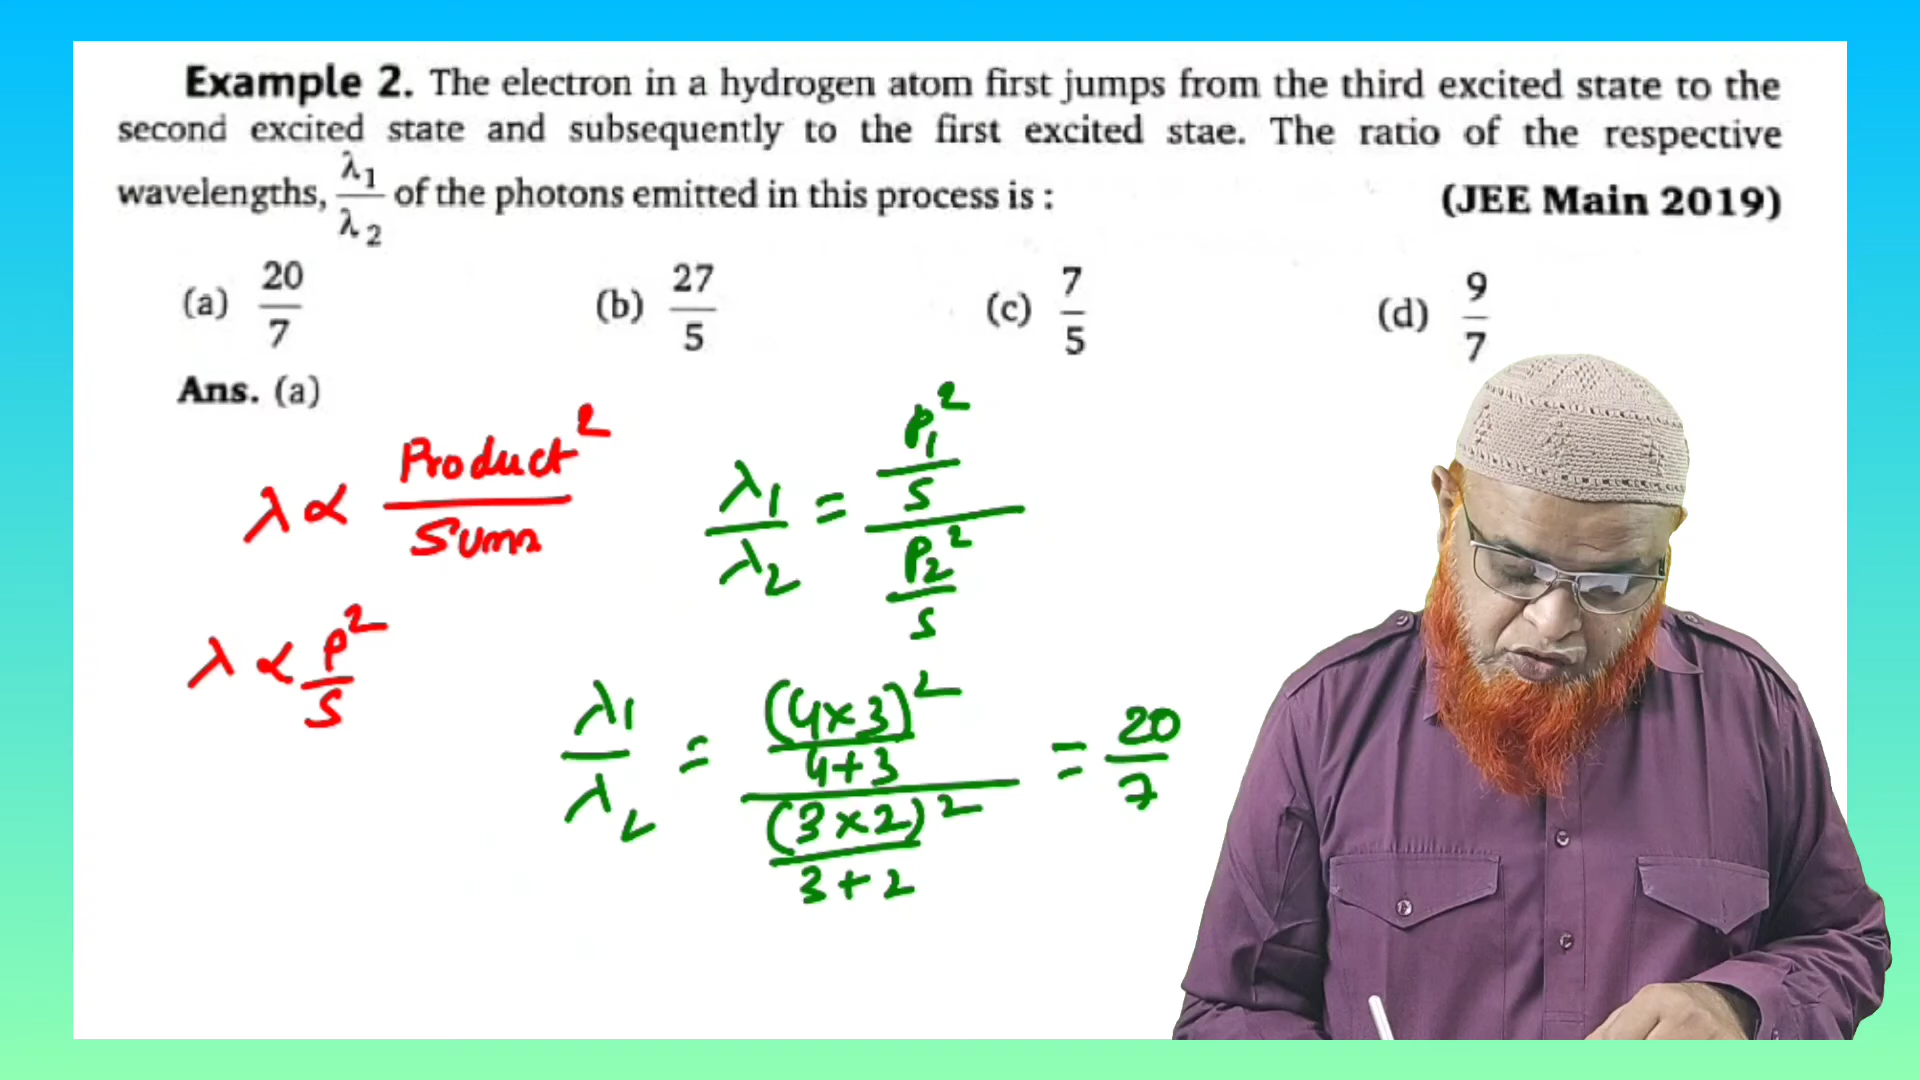 Example 2. The electron in a hydrogen atom first jumps from the third excited state to the
second excited state and subsequently to the first excited stae. The ratio of the respective
wavelengths, λ1/λ2 of the photons emitted in this process is : (JEE Main 2019)
(a) 20/7 (b) 27/5 (c) 7/5 (d) 9/7
Ans. (a)
λ ∝ Product²/Sum
λ1/λ2 = (P1²/S)/(P2²/S)
λ ∝ P²/S
λ1/λ2 = ((4×3)²/(4+3))/((3×2)²/(3+2)) = 20/7